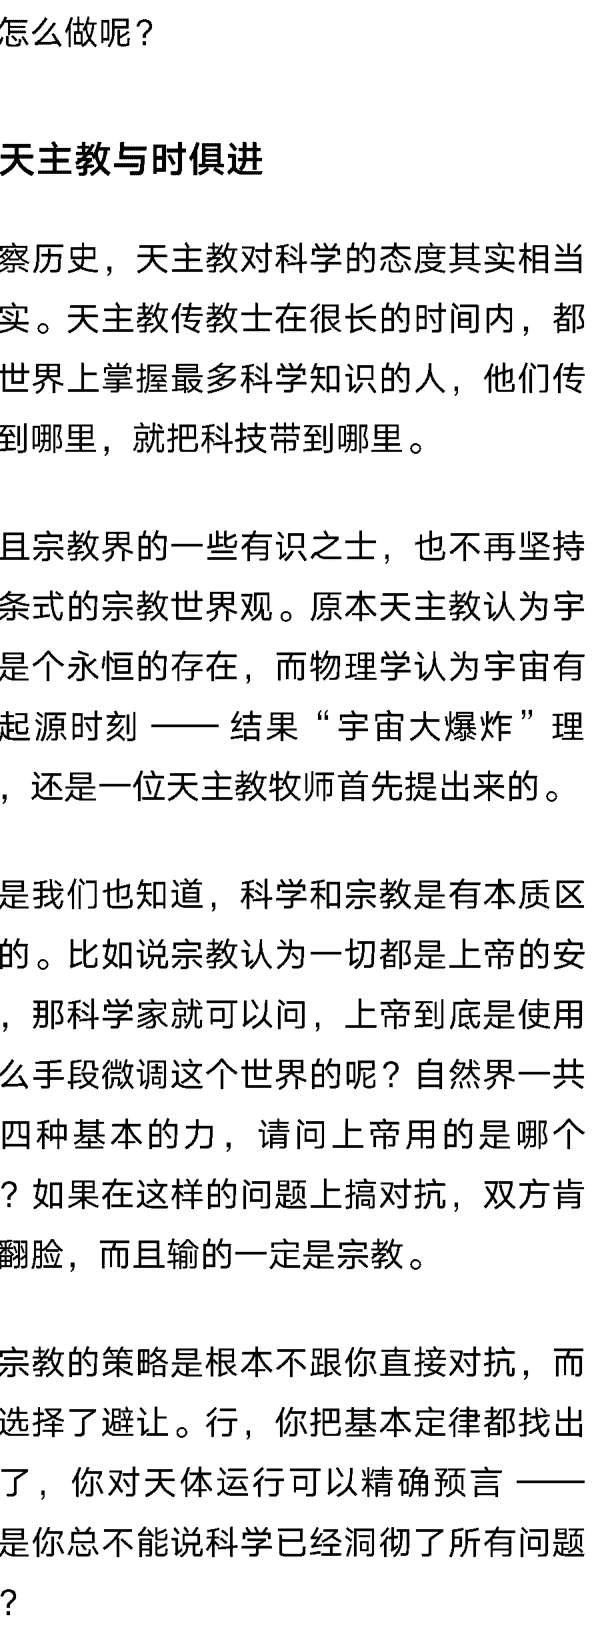 怎么做呢？
天主教与时俱进
察历史，天主教对科学的态度其实相当
实。天主教传教士在很长的时间内，都
世界上掌握最多科学知识的人，他们传
到哪里，就把科技带到哪里。
且宗教界的一些有识之士，也不再坚持
条式的宗教世界观。原本天主教认为宇
是个永恒的存在，而物理学认为宇宙有
起源时刻 —— 结果“宇宙大爆炸”理
，还是一位天主教牧师首先提出来的。
是我们也知道，科学和宗教是有本质区
的。比如说宗教认为一切都是上帝的安
，那科学家就可以问，上帝到底是使用
么手段微调这个世界的呢？自然界一共
四种基本的力，请问上帝用的是哪个
？如果在这样的问题上搞对抗，双方肯
翻脸，而且输的一定是宗教。
宗教的策略是根本不跟你直接对抗，而
选择了避让。行，你把基本定律都找出
了，你对天体运行可以精确预言 ——
是你总不能说科学已经洞彻了所有问题
？